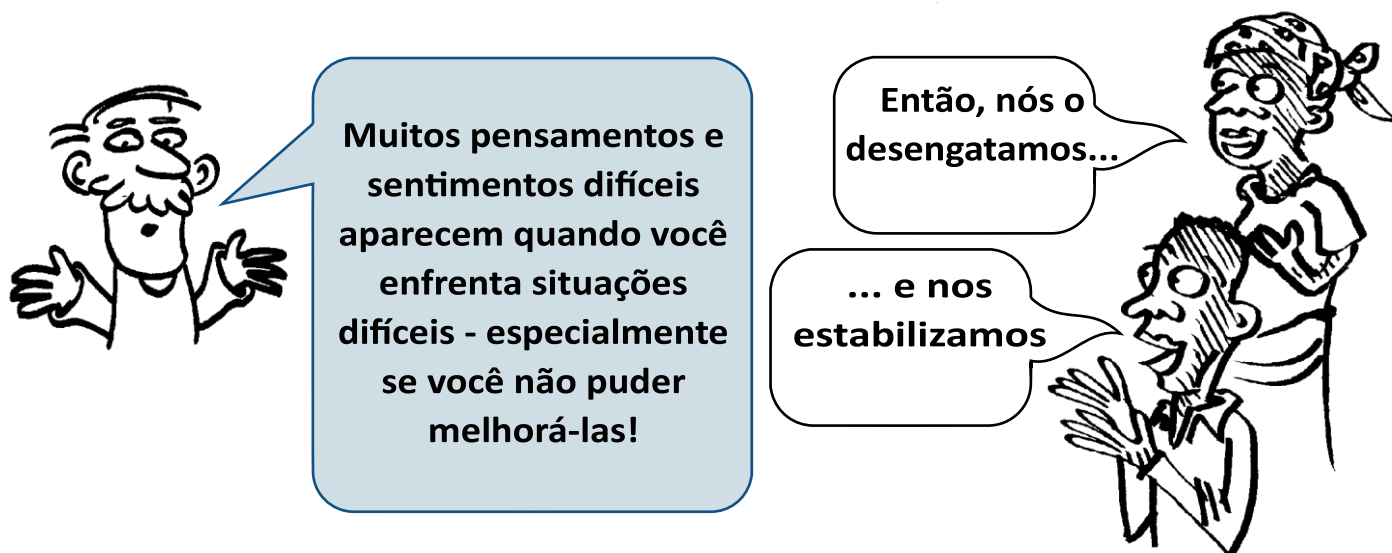 Muitos pensamentos e
sentimentos difíceis
aparecem quando você
enfrenta situações
difíceis - especialmente
se você não puder
melhorá-las!
Então, nós o
desengatamos...
... e nos
estabilizamos